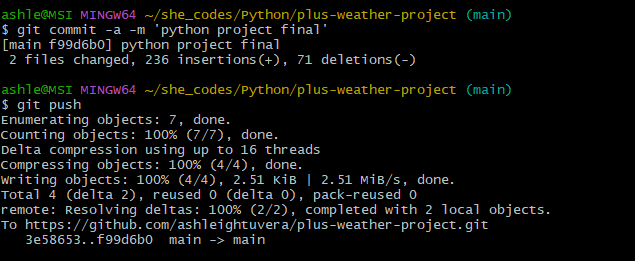 ashle@MSI MINGW64 ~/she_codes/Python/plus-weather-project (main)
$ git commit -a -m 'python project final'
[main f99d6b0] python project final
 2 files changed, 236 insertions(+), 71 deletions(-)

ashle@MSI MINGW64 ~/she_codes/Python/plus-weather-project (main)
$ git push
Enumerating objects: 7, done.
Counting objects: 100% (7/7), done.
Delta compression using up to 16 threads
Compressing objects: 100% (4/4), done.
Writing objects: 100% (4/4), 2.51 KiB | 2.51 MiB/s, done.
Total 4 (delta 2), reused 0 (delta 0), pack-reused 0
remote: Resolving deltas: 100% (2/2), completed with 2 local objects.
To https://github.com/ashleightuvera/plus-weather-project.git
   3e58653..f99d6b0  main -> main